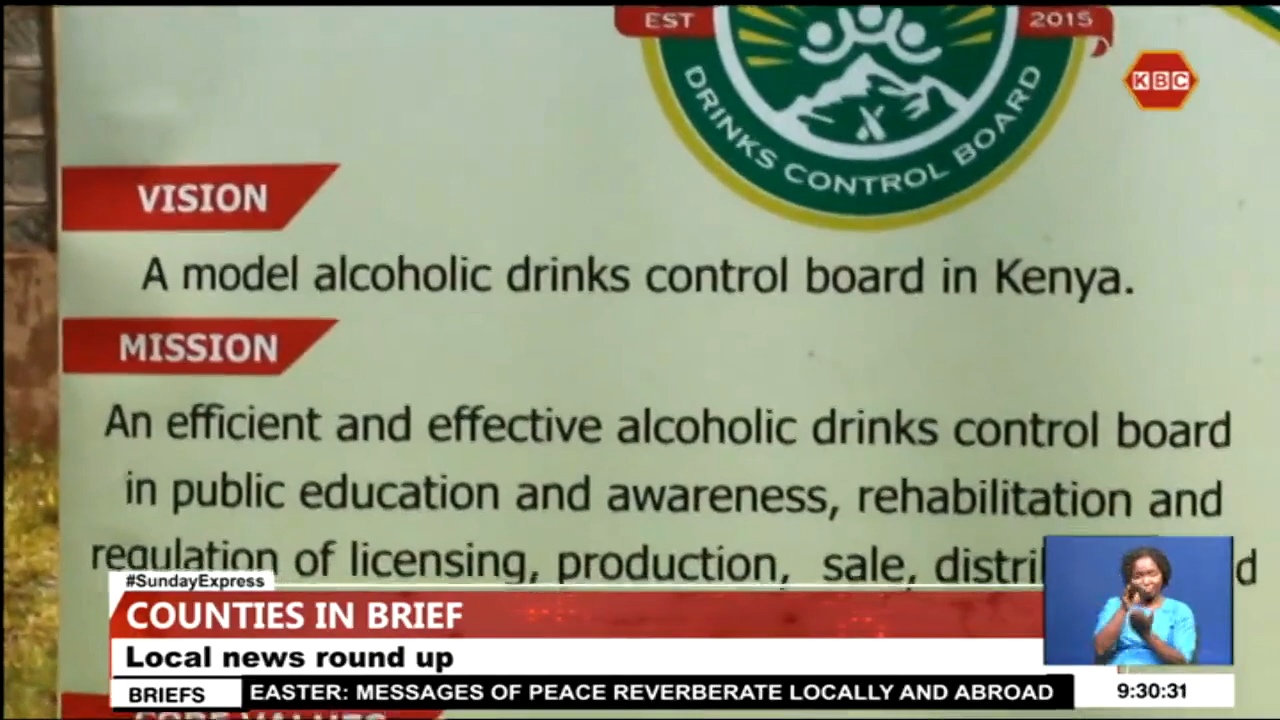 EST 2015
DRINKS CONTROL BOARD
KBC
VISION
A model alcoholic drinks control board in Kenya.
MISSION
An efficient and effective alcoholic drinks control board
in public education and awareness, rehabilitation and
regulation of licensing, production, sale,
#SundayExpress
COUNTIES IN BRIEF
Local news round up
BRIEFS EASTER: MESSAGES OF PEACE REVERBERATE LOCALLY AND ABROAD 9:30:31
CORE VALUES